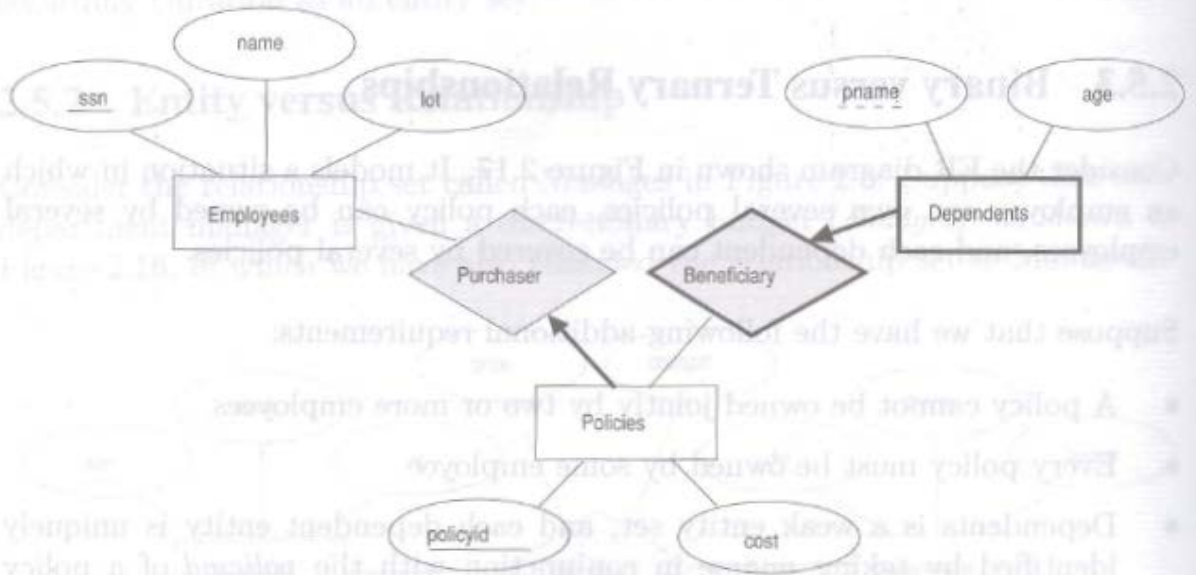 name
ssn
lot
pname
age
Binary versus Ternary Relationships
Entity versus Relationship
Consider the ER diagram shown in Figure 2.17. It models a situation in which
Employees
Dependents
an employee can own several policies, each policy can be owned by several
employees, and each dependent can be covered by several policies
Purchaser
Beneficiary
Suppose that we have the following additional requirements:
A policy cannot be owned jointly by two or more employees
Policies
Every policy must be owned by some employee
Dependents is a weak entity set, and each dependent entity is uniquely
policyid
cost
identified by taking pname in conjunction with the policyid of a policy